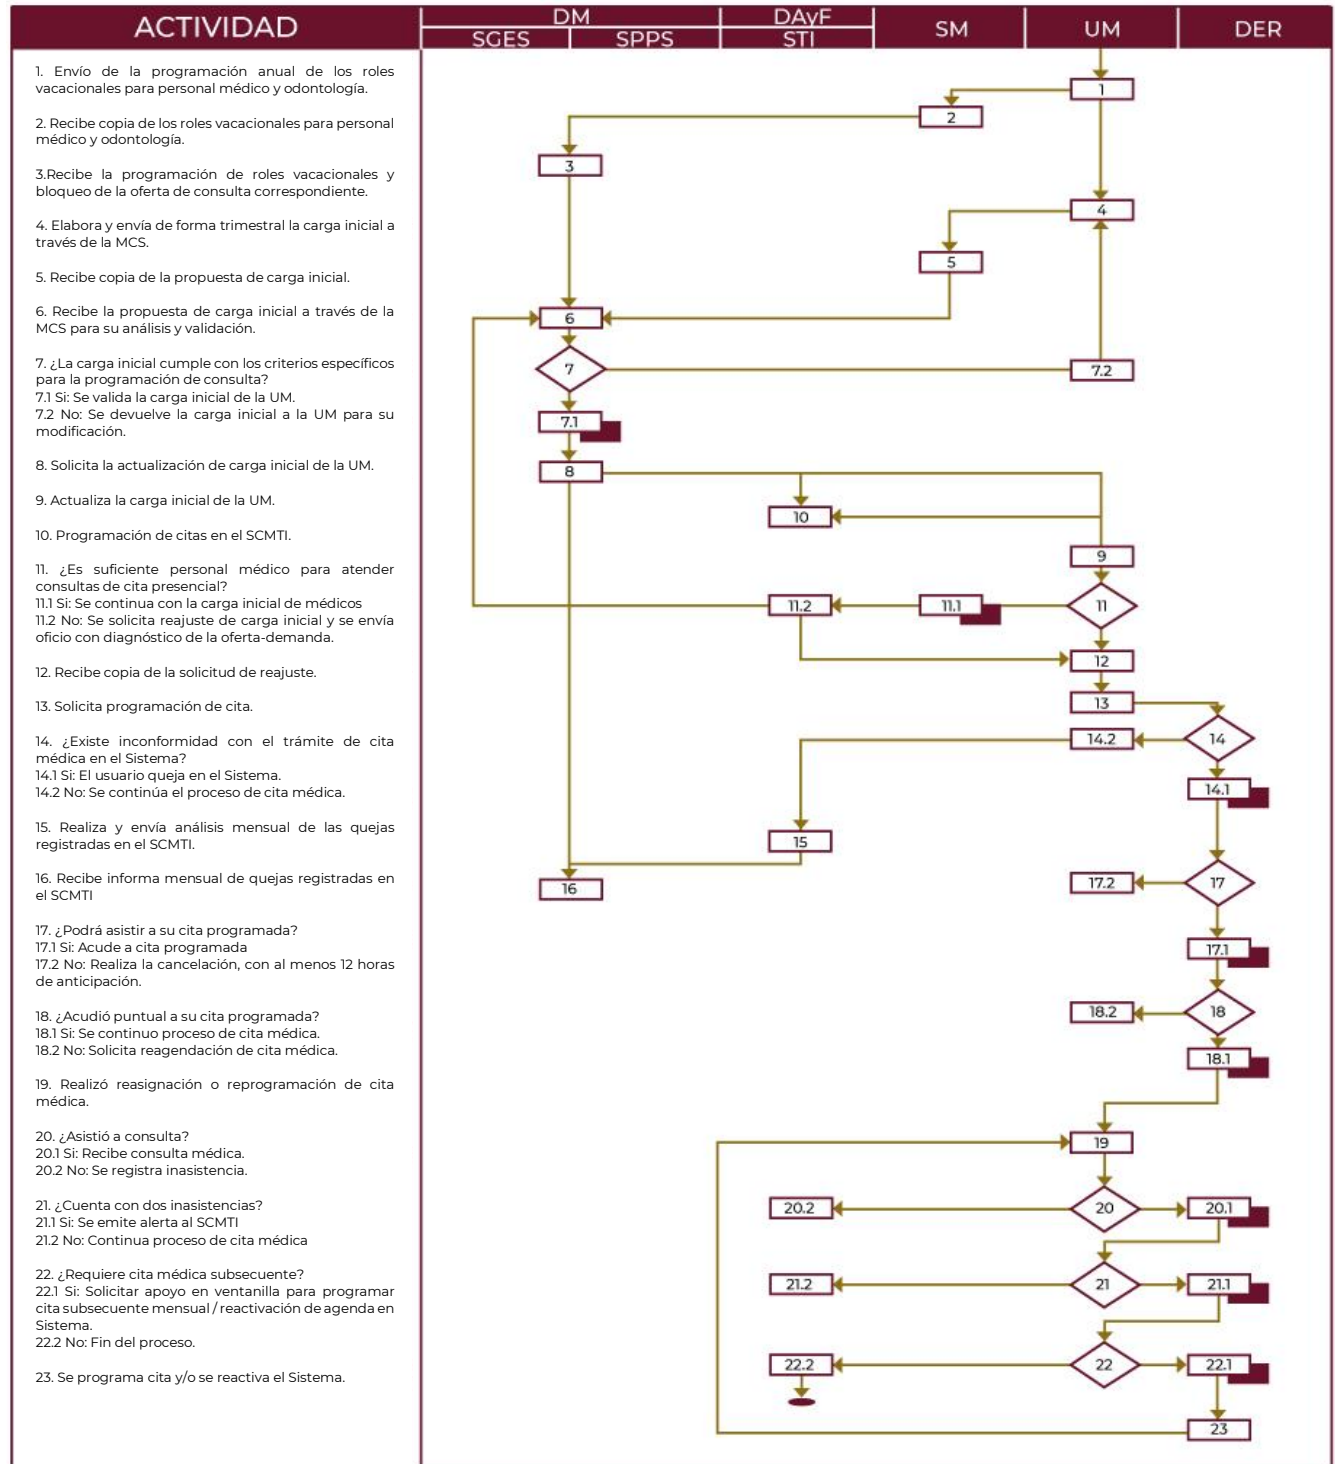 ACTIVIDAD
DM
DAyF
SM
UM
DER
SGES
SPPS
STI
1. Envío de la programación anual de los roles
vacacionales para personal médico y odontología.
2. Recibe copia de los roles vacacionales para personal
médico y odontología.
3.Recibe la programación de roles vacacionales y
bloqueo de la oferta de consulta correspondiente.
4. Elabora y envía de forma trimestral la carga inicial a
través de la MCS.
5. Recibe copia de la propuesta de carga inicial.
6. Recibe la propuesta de carga inicial a través de la
MCS para su análisis y validación.
7. ¿La carga inicial cumple con los criterios específicos
para la programación de consulta?
7.1 Si: Se valida la carga inicial de la UM.
7.2 No: Se devuelve la carga inicial a la UM para su
modificación.
8. Solicita la actualización de carga inicial de la UM.
9. Actualiza la carga inicial de la UM.
10. Programación de citas en el SCMTI.
11. ¿Es suficiente personal médico para atender
consultas de cita presencial?
11.1 Si: Se continua con la carga inicial de médicos
11.2 No: Se solicita reajuste de carga inicial y se envía
oficio con diagnóstico de la oferta-demanda.
12. Recibe copia de la solicitud de reajuste.
13. Solicita programación de cita.
14. ¿Existe inconformidad con el trámite de cita
médica en el Sistema?
14.1 Si: El usuario queja en el Sistema.
14.2 No: Se continúa el proceso de cita médica.
15. Realiza y envía análisis mensual de las quejas
registradas en el SCMTI.
16. Recibe informa mensual de quejas registradas en
el SCMTI
17. ¿Podrá asistir a su cita programada?
17.1 Si: Acude a cita programada
17.2 No: Realiza la cancelación, con al menos 12 horas
de anticipación.
18. ¿Acudió puntual a su cita programada?
18.1 Si: Se continuo proceso de cita médica.
18.2 No: Solicita reagendación de cita médica.
19. Realizó reasignación o reprogramación de cita
médica.
20. ¿Asistió a consulta?
20.1 Si: Recibe consulta médica.
20.2 No: Se registra inasistencia.
21. ¿Cuenta con dos inasistencias?
21.1 Si: Se emite alerta al SCMTI
21.2 No: Continua proceso de cita médica
22. ¿Requiere cita médica subsecuente?
22.1 Si: Solicitar apoyo en ventanilla para programar
cita subsecuente mensual / reactivación de agenda en
Sistema.
22.2 No: Fin del proceso.
23. Se programa cita y/o se reactiva el Sistema.
1
2
3
4
5
6
7
7.2
7.1
8
10
9
11.2
11.1
11
12
13
14.2
14
14.1
15
16
17.2
17
17.1
18.2
18
18.1
19
20.2
20
20.1
21.2
21
21.1
22.2
22
22.1
23